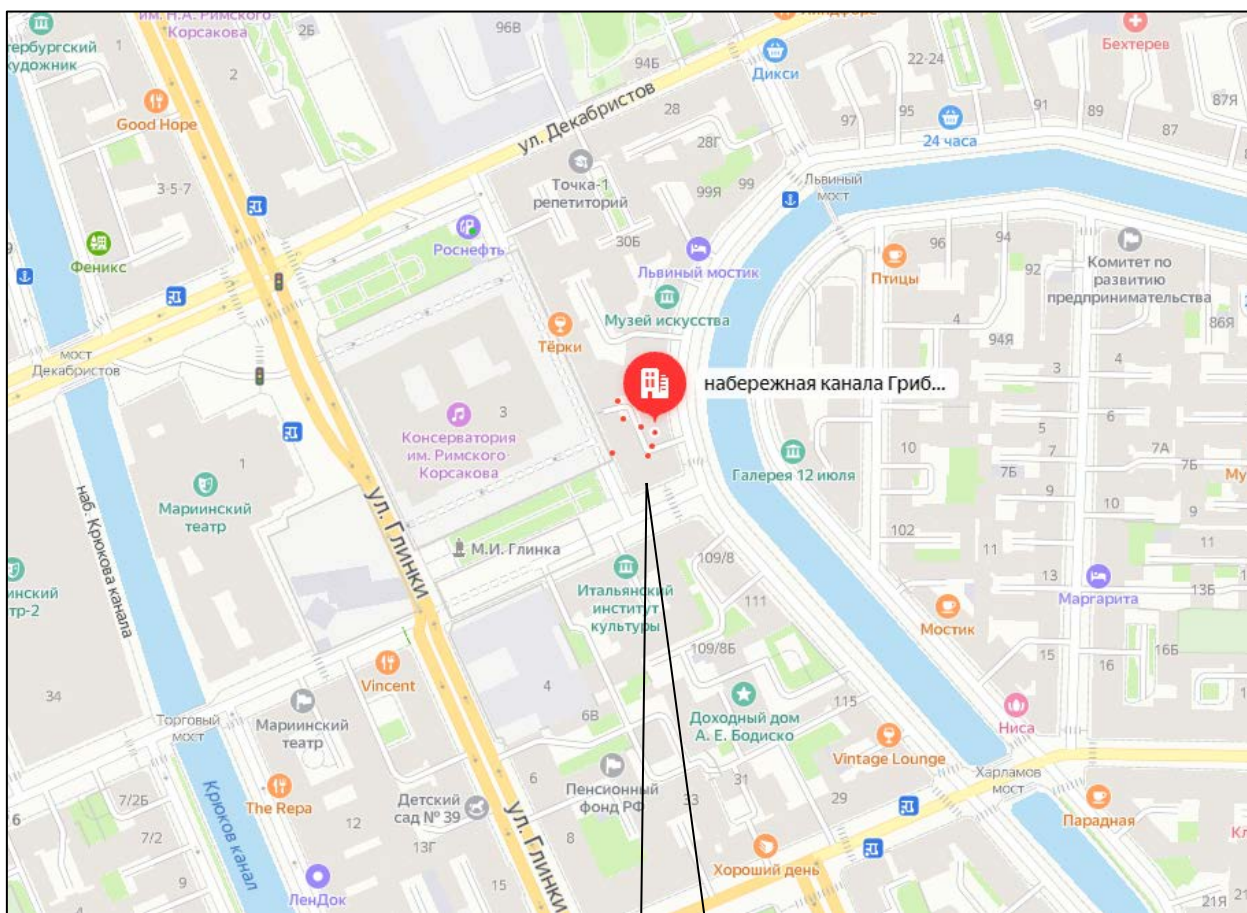 им. Н.А. Римского-
Корсакова
2Б
96В
Бехтерев
художник
1
2
94Б
Дикси
22-24
Good Hope
ул. Декабристов
28
97
95
91
89
87Я
87
24 часа
28Г
3-5-7
Точка-1
репетиторий
99Я
99
Львиный
мост
Роснефть
30Б
Феникс
Львиный мостик
96
94
92
Птицы
Комитет по
развитию
предпринимательства
Музей искусства
Тёрки
4
94Я
3
4
86Я
мост
Декабристов
набережная канала Гриб...
3
Консерватория
им. Римского-
Корсакова
5
10
7
7Б
7А
7Б
Галерея 12 июля
9
1
Мариинский
театр
наб. Крюкова канала
ул. Глинки
10
9
102
М.И. Глинка
11
11
109/8
13
13Б
Маргарита
Итальянский
институт
культуры
111
Мостик
109/8Б
15
16
16Б
Vincent
34
4
Торговый
мост
Мариинский
театр
6В
Доходный дом
А. Е. Бодиско
115
Ниса
Vintage Lounge
Харламов
мост
The Repa
7/2Б
6
Пенсионный
фонд РФ
31
33
29
Парадная
Детский
сад № 39
12
6
8
7/2
13Г
Крюков канал
ул. Глинки
Хороший день
9
15
ЛенДок
21Я
21Я